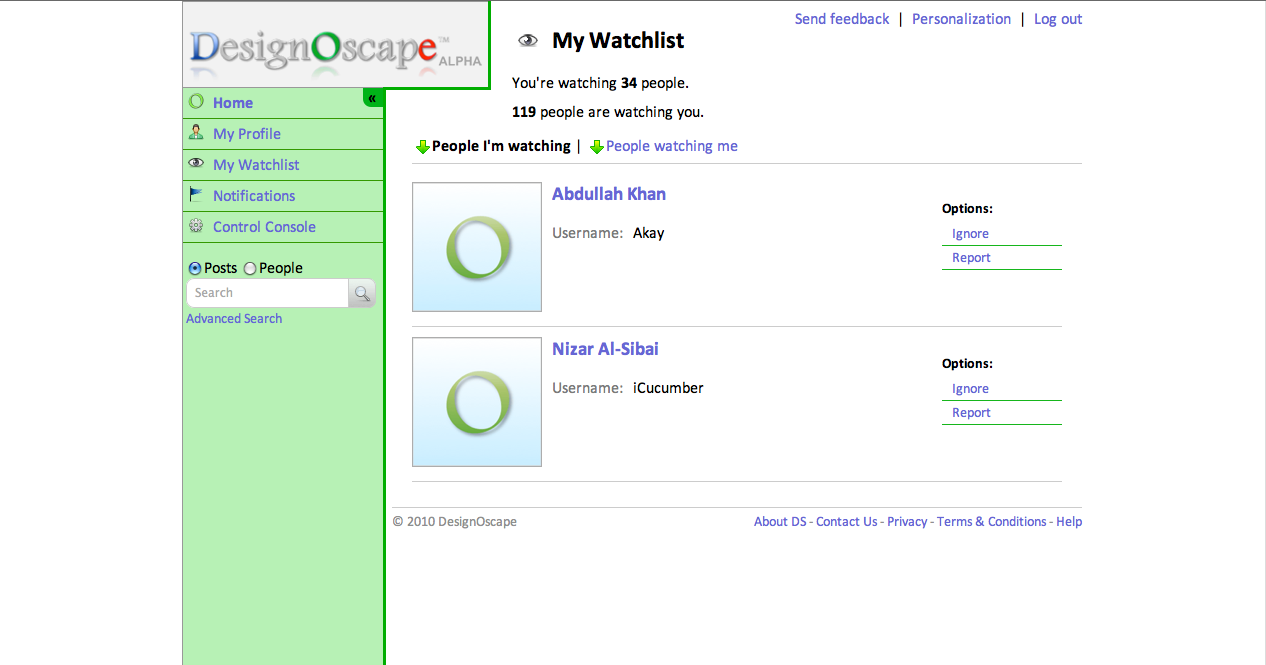 DesignOscape™ ALPHA
Send feedback | Personalization | Log out
My Watchlist
You're watching 34 people.
119 people are watching you.
«
Home
My Profile
My Watchlist
Notifications
Control Console
Posts People
Search
Advanced Search
People I'm watching | People watching me
Abdullah Khan
Username: Akay
Options:
Ignore
Report
Nizar Al-Sibai
Username: iCucumber
Options:
Ignore
Report
© 2010 DesignOscape
About DS - Contact Us - Privacy - Terms & Conditions - Help